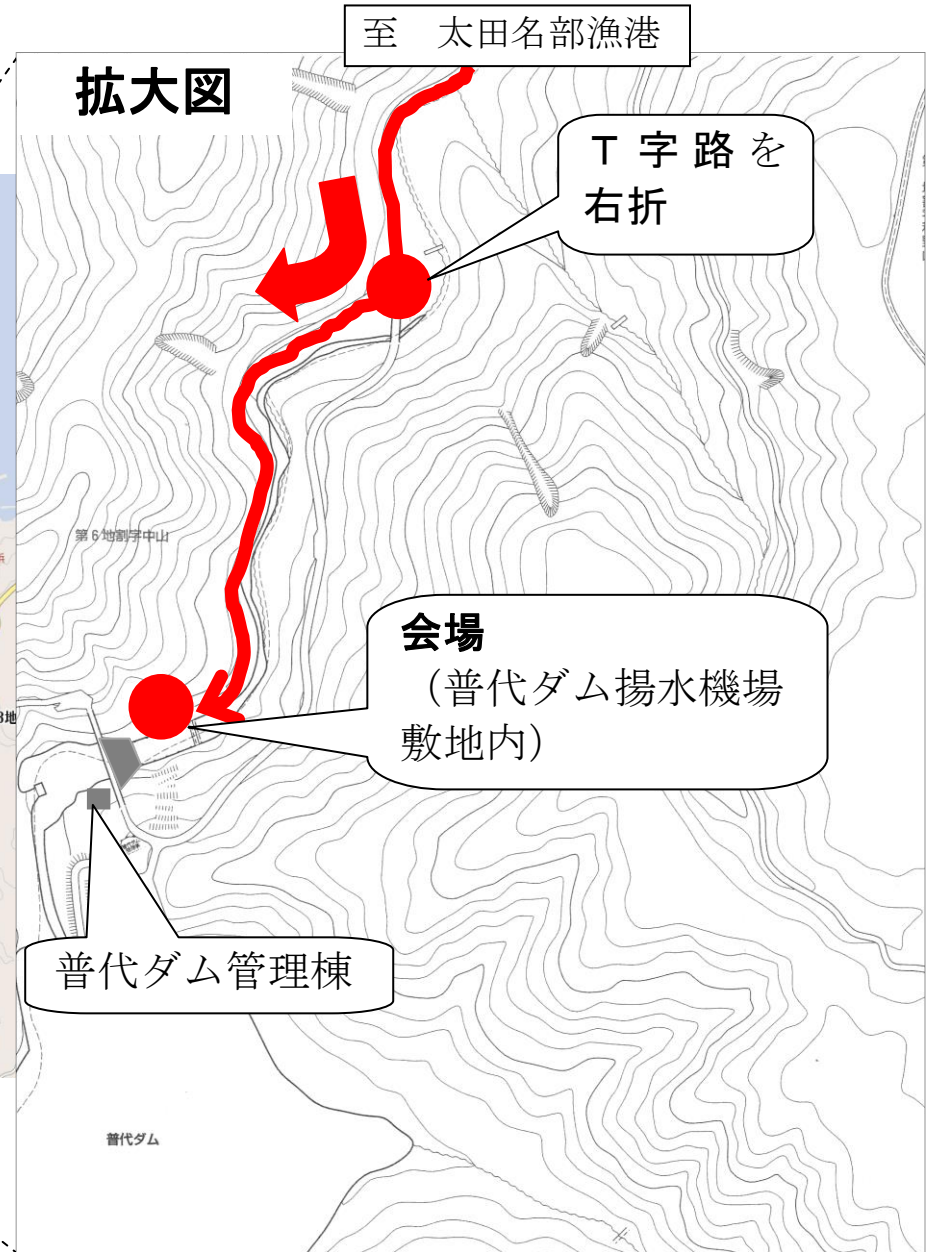 至　太田名部漁港
拡大図
Ｔ字路を
右折
第6地割字中山
会場
（普代ダム揚水機場
敷地内）
普代ダム管理棟
普代ダム